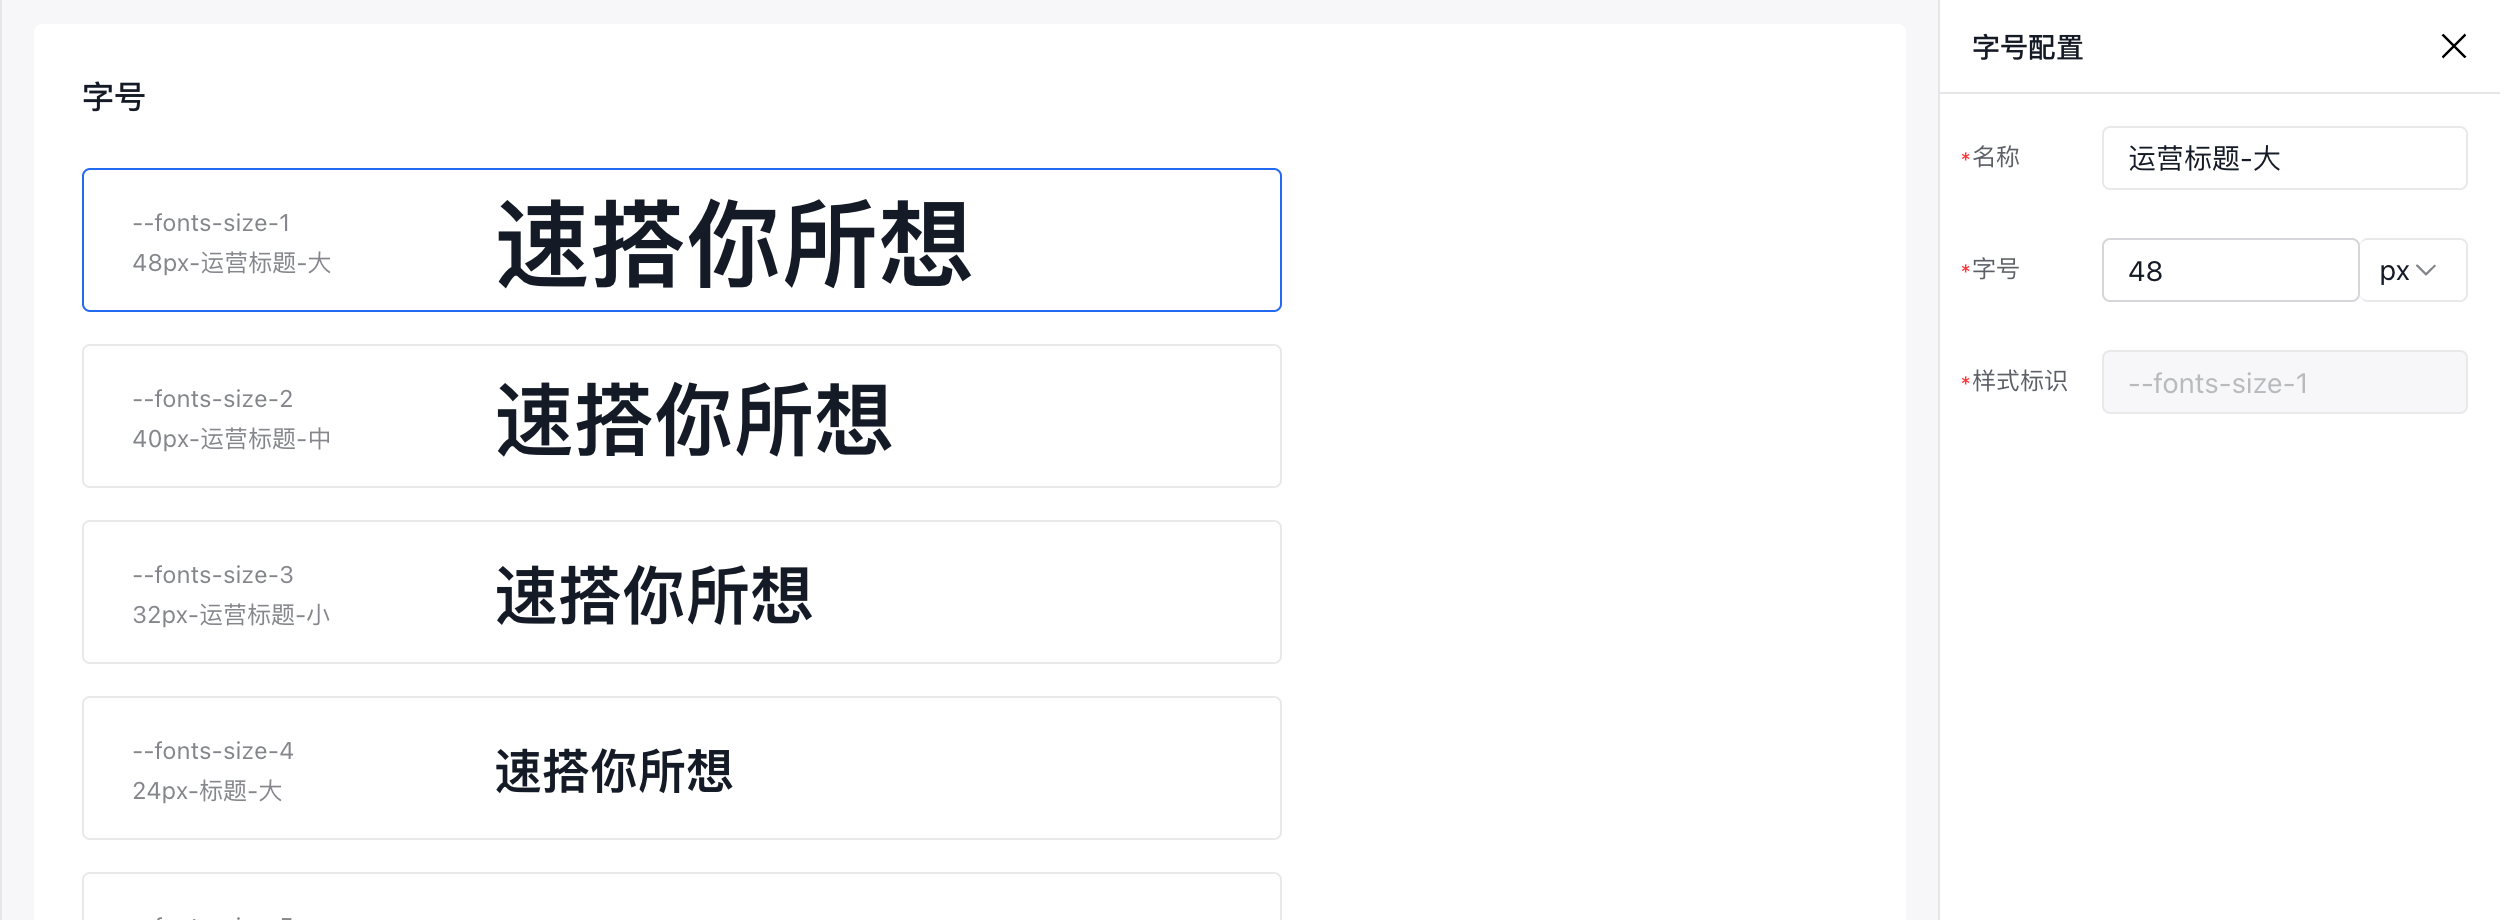 字号
--fonts-size-1
48px-运营标题-大
速搭你所想
--fonts-size-2
40px-运营标题-中
速搭你所想
--fonts-size-3
32px-运营标题-小
速搭你所想
--fonts-size-4
24px-标题-大
速搭你所想
字号配置
*名称
运营标题-大
*字号
48
px
*样式标识
--fonts-size-1